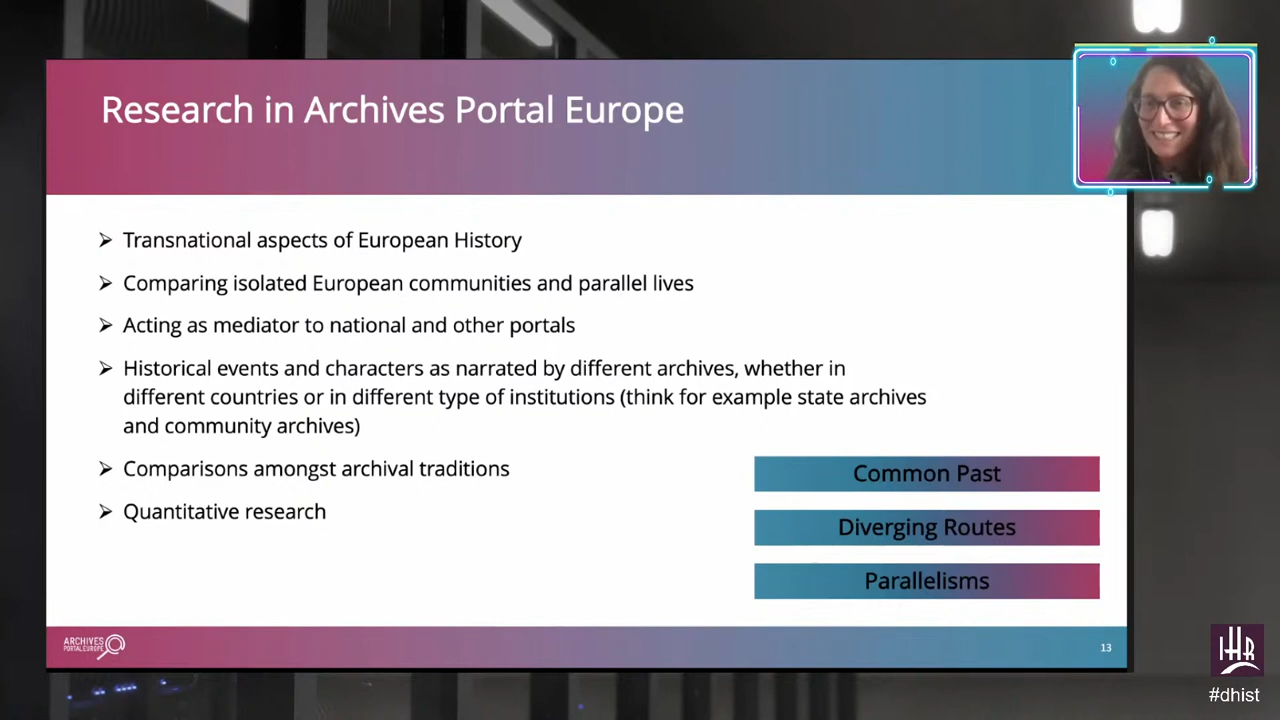 Research in Archives Portal Europe
➢ Transnational aspects of European History
➢ Comparing isolated European communities and parallel lives
➢ Acting as mediator to national and other portals
➢ Historical events and characters as narrated by different archives, whether in
different countries or in different type of institutions (think for example state archives
and community archives)
➢ Comparisons amongst archival traditions
➢ Quantitative research
Common Past
Diverging Routes
Parallelisms
ARCHIVES
PORTAL EUROPE
13
IHR
#dhist